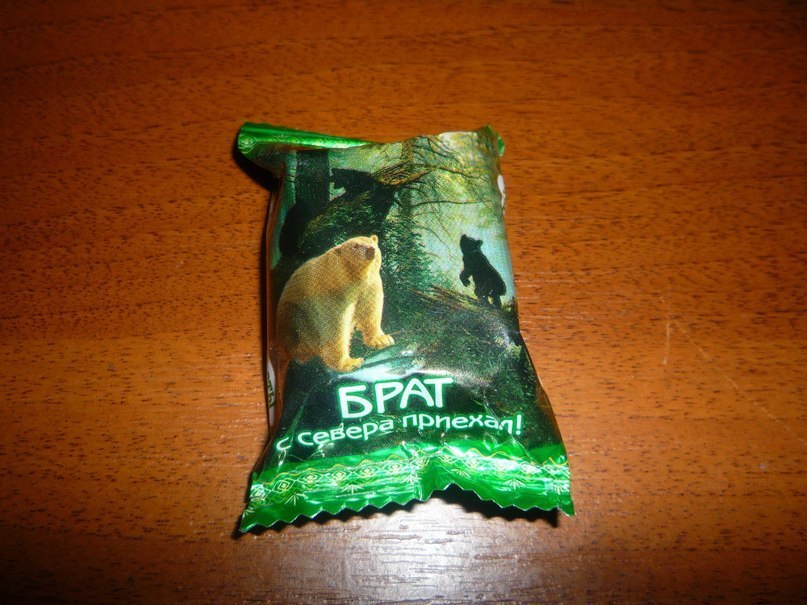 БРАТ
с севера приехал!